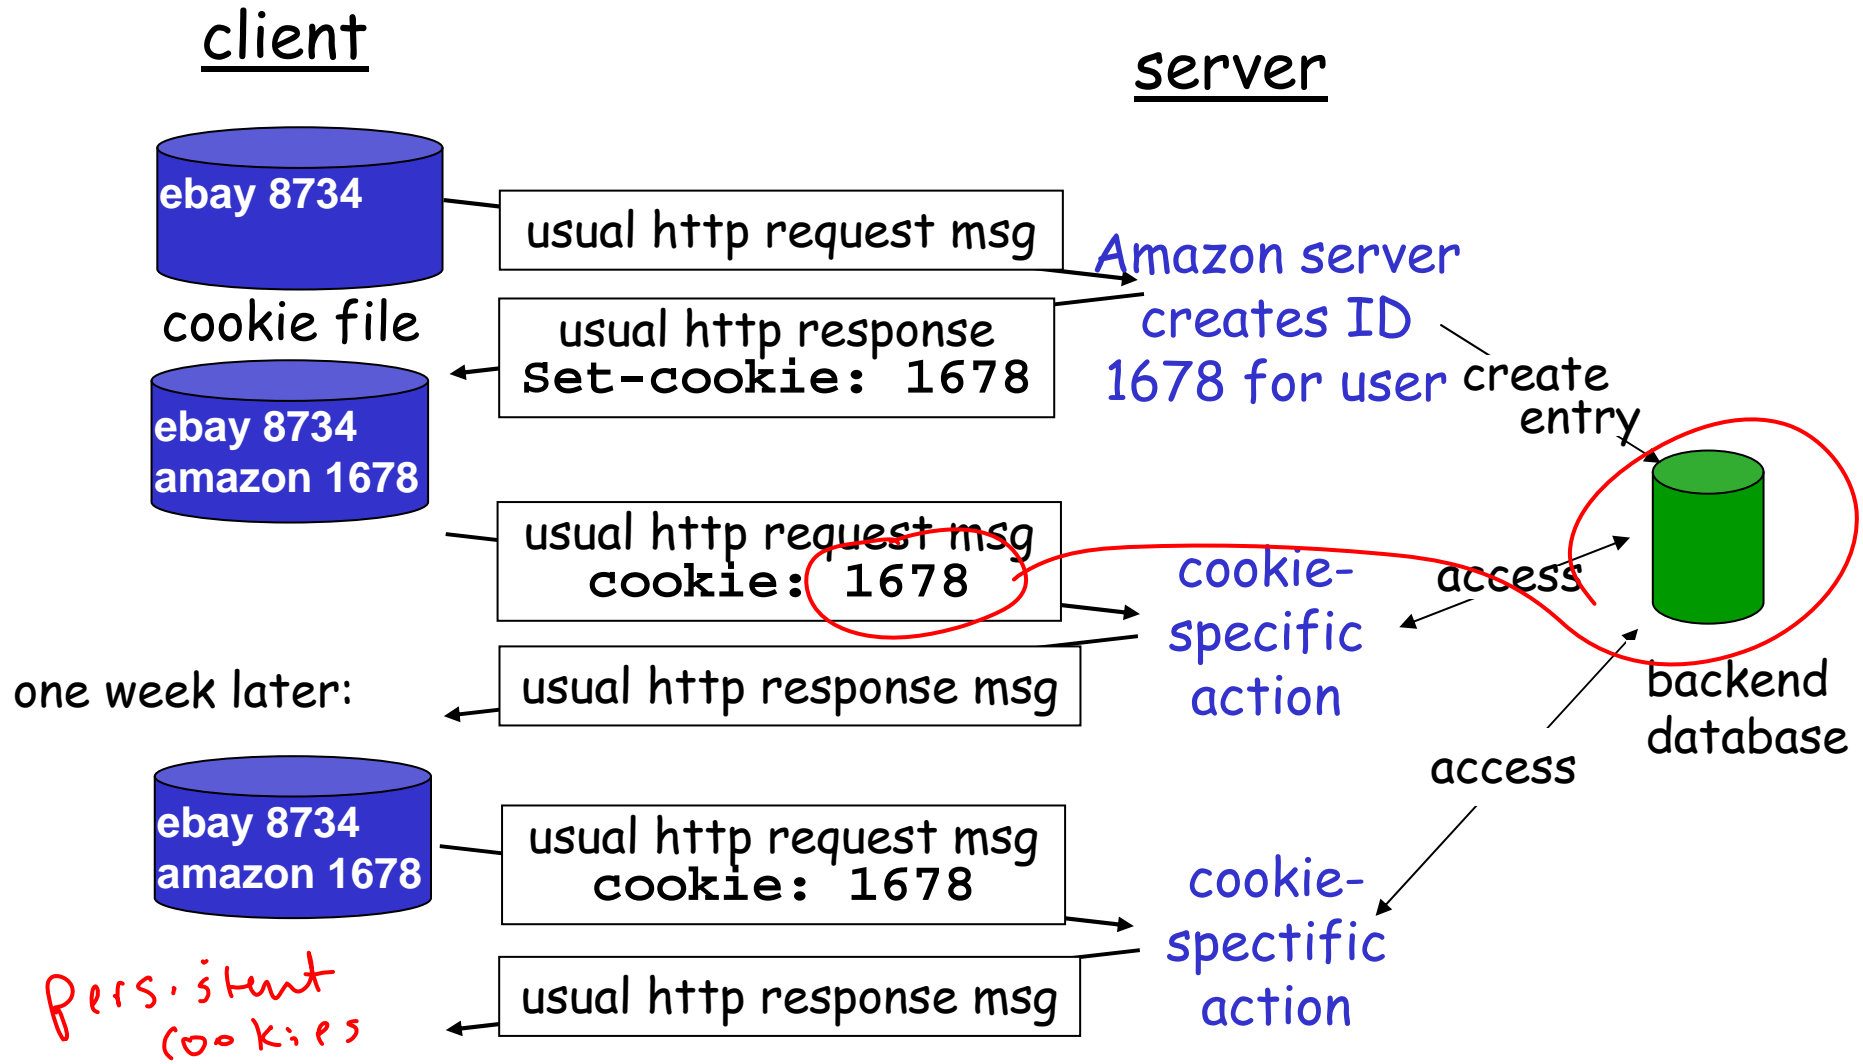 client
server
ebay 8734
usual http request msg
Amazon server
creates ID
1678 for user
cookie file
usual http response
Set-cookie: 1678
create
entry
ebay 8734
amazon 1678
usual http request msg
cookie: 1678
cookie-
specific
action
access
usual http response msg
one week later:
backend
database
access
ebay 8734
amazon 1678
usual http request msg
cookie: 1678
cookie-
spectific
action
usual http response msg
persistent
cookies